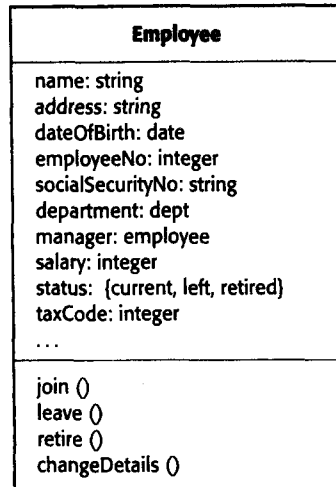 Employee
name: string
address: string
dateOfBirth: date
employeeNo: integer
socialSecurityNo: string
department: dept
manager: employee
salary: integer
status: {current, left, retired}
taxCode: integer
. . .
join ()
leave ()
retire ()
changeDetails ()